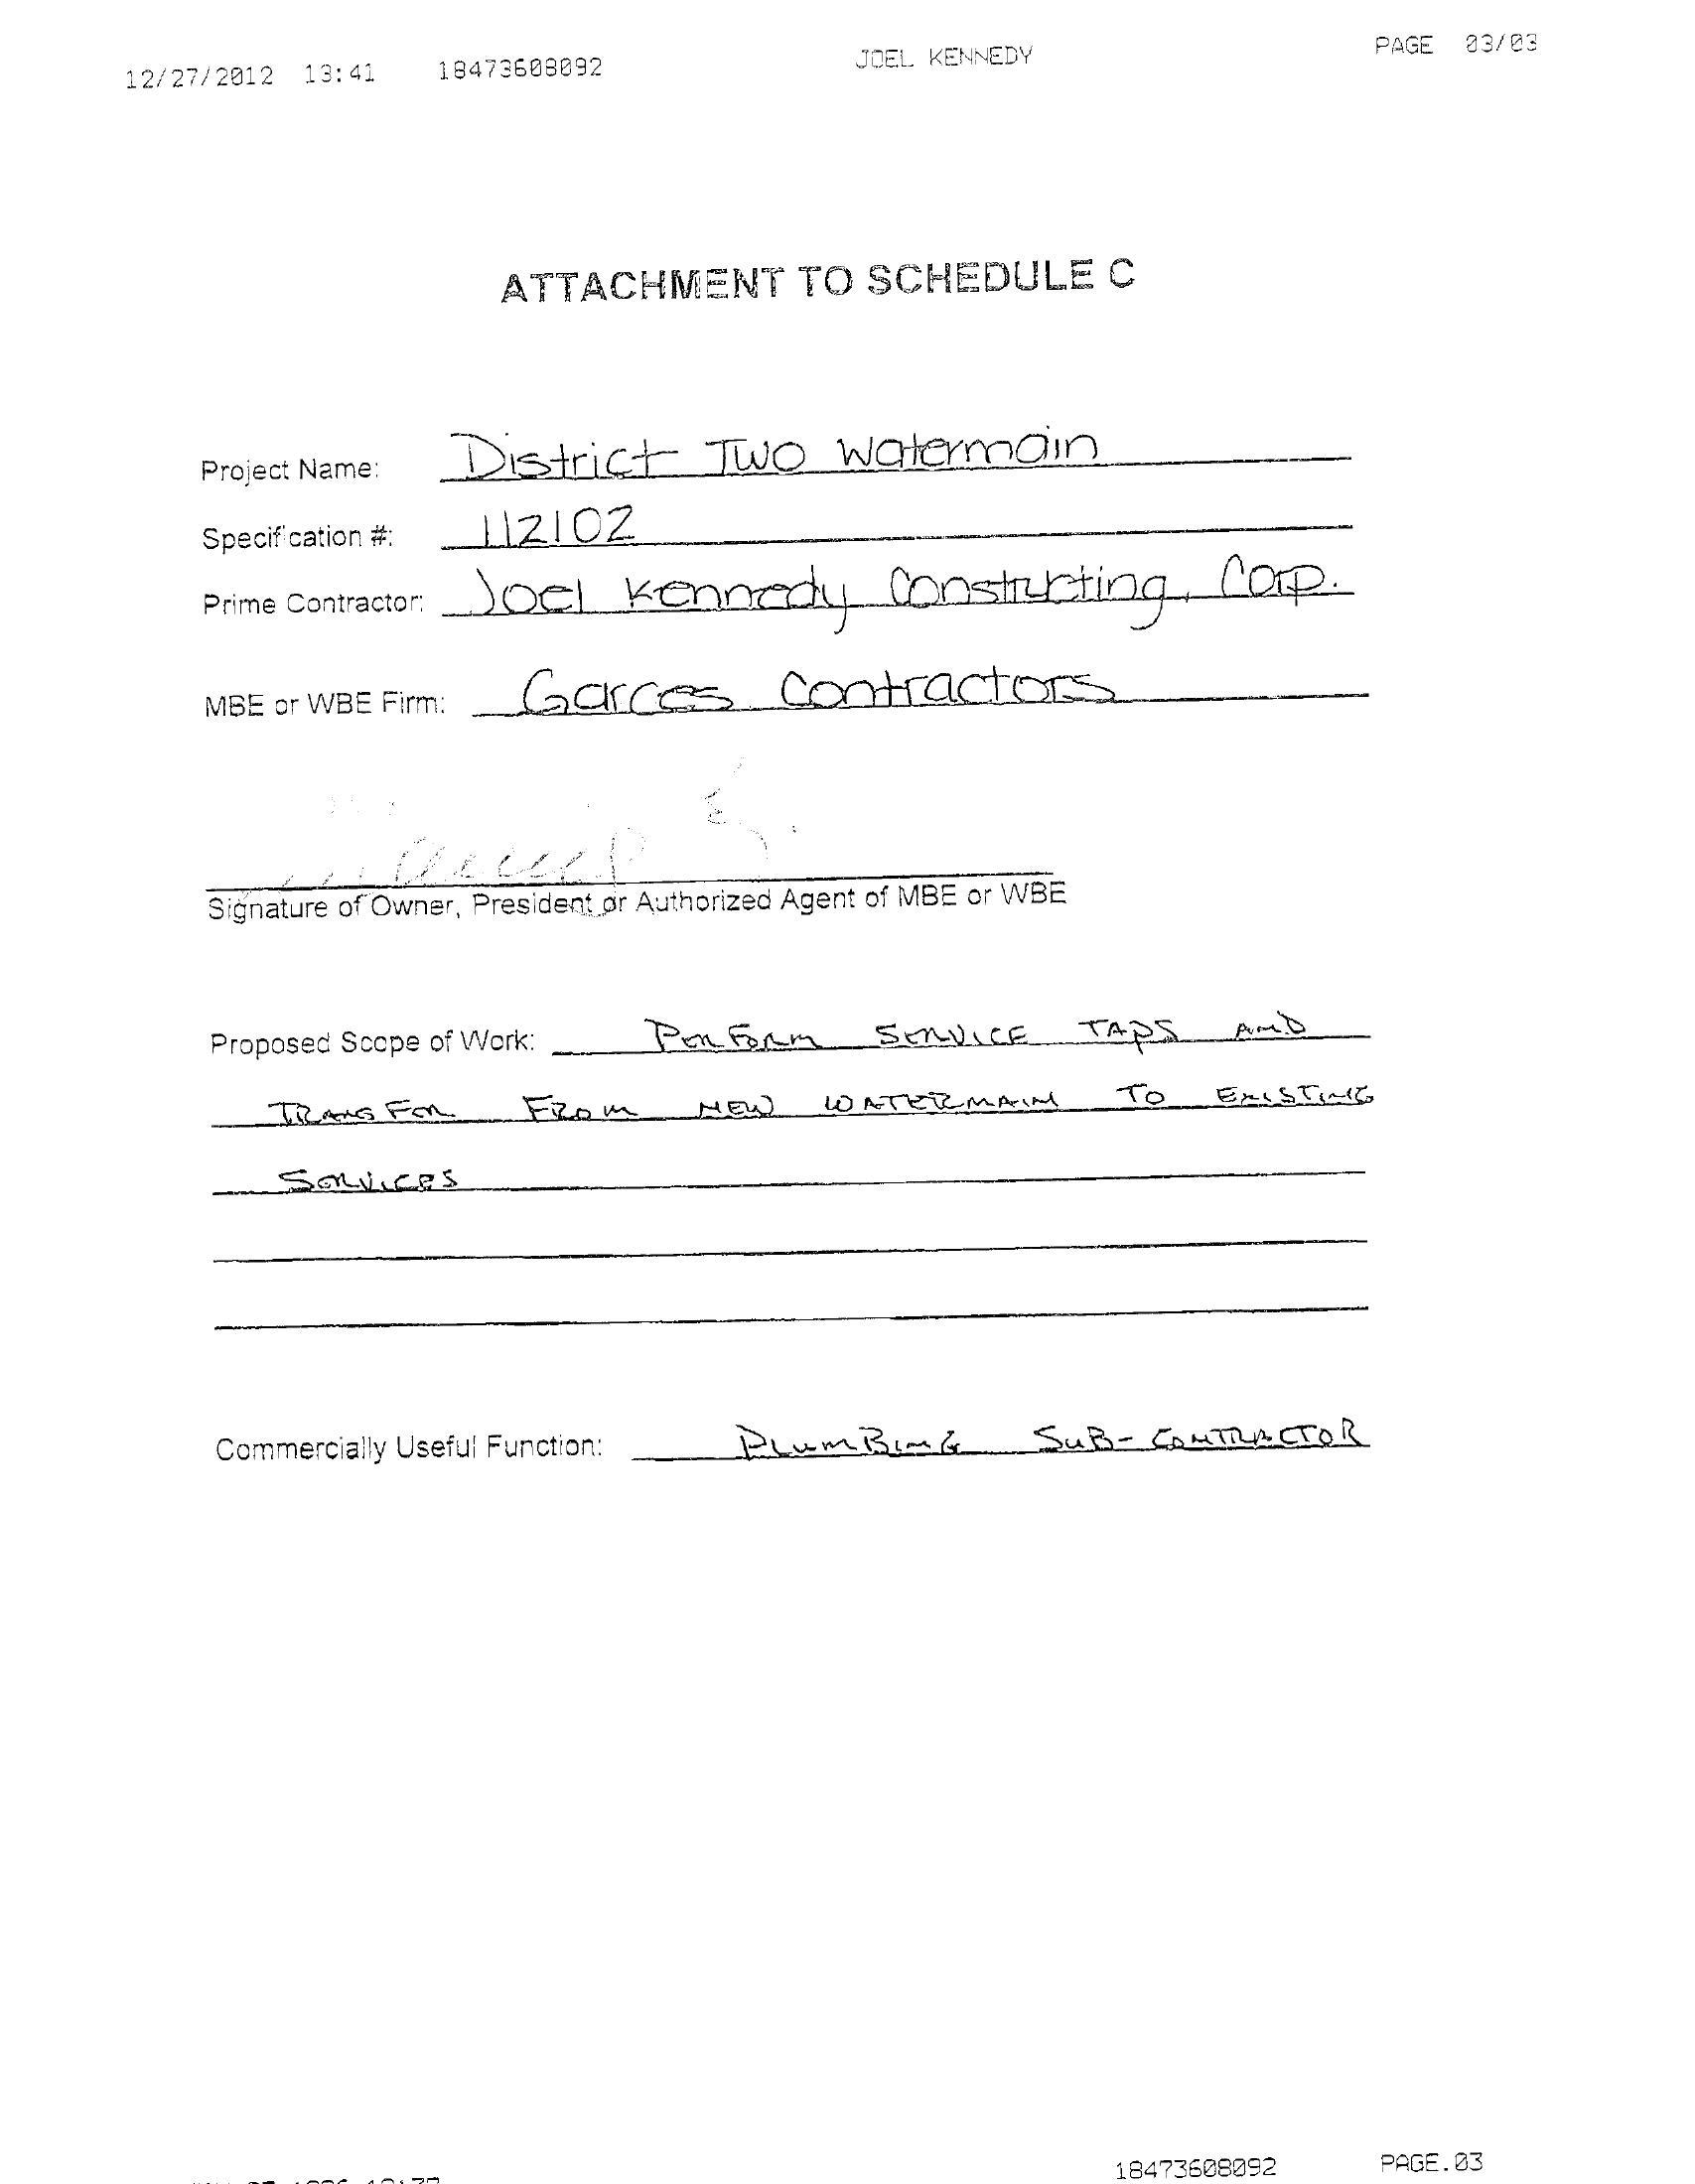 12/27/2012 13:41 18473608092 JOEL KENNEDY PAGE 03/03
ATTACHMENT TO SCHEDULE C
Project Name: District Two Watermain
Specification #: 112102
Prime Contractor: Joel Kennedy Constructing, Corp.
MBE or WBE Firm: Garces Contractors
Signature of Owner, President or Authorized Agent of MBE or WBE
Proposed Scope of Work: PERFORM SERVICE TAPS AND
TRANSFER FROM NEW WATERMAIN TO EXISTING
SERVICES
Commercially Useful Function: PLUMBING SUB-CONTRACTOR
18473608092 PAGE.03